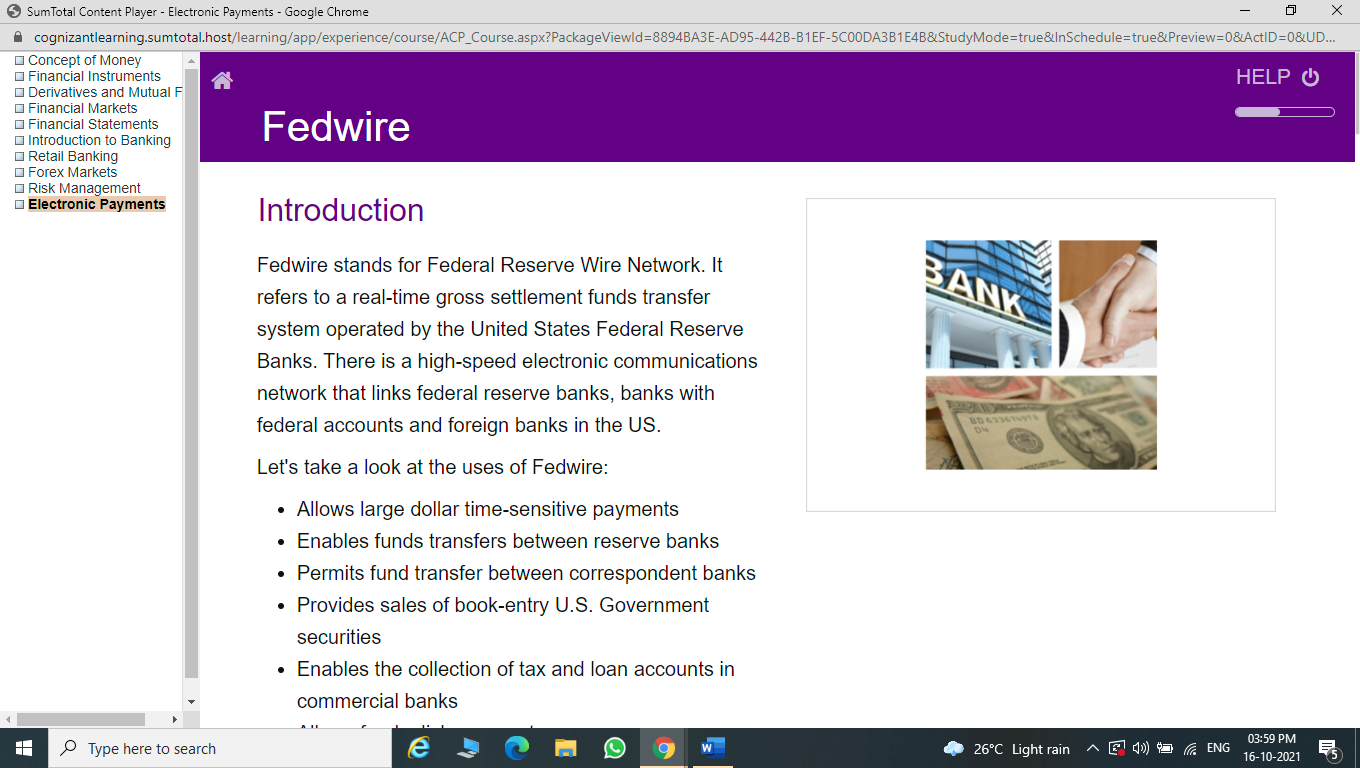 SumTotal Content Player - Electronic Payments - Google Chrome
cognizantlearning.sumtotal.host/learning/app/experience/course/ACP_Course.aspx?PackageViewId=8894BA3E-AD95-442B-B1EF-5C00DA3B1E4B&StudyMode=true&InSchedule=true&Preview=0&ActID=0&UD...
Concept of Money
Financial Instruments
Derivatives and Mutual F
Financial Markets
Financial Statements
Introduction to Banking
Retail Banking
Forex Markets
Risk Management
Electronic Payments
HELP
Fedwire
Introduction
Fedwire stands for Federal Reserve Wire Network. It
refers to a real-time gross settlement funds transfer
system operated by the United States Federal Reserve
Banks. There is a high-speed electronic communications
network that links federal reserve banks, banks with
federal accounts and foreign banks in the US.
Let's take a look at the uses of Fedwire:
• Allows large dollar time-sensitive payments
• Enables funds transfers between reserve banks
• Permits fund transfer between correspondent banks
• Provides sales of book-entry U.S. Government
securities
• Enables the collection of tax and loan accounts in
commercial banks
BANK
Type here to search
26°C Light rain
ENG
03:59 PM
16-10-2021
5